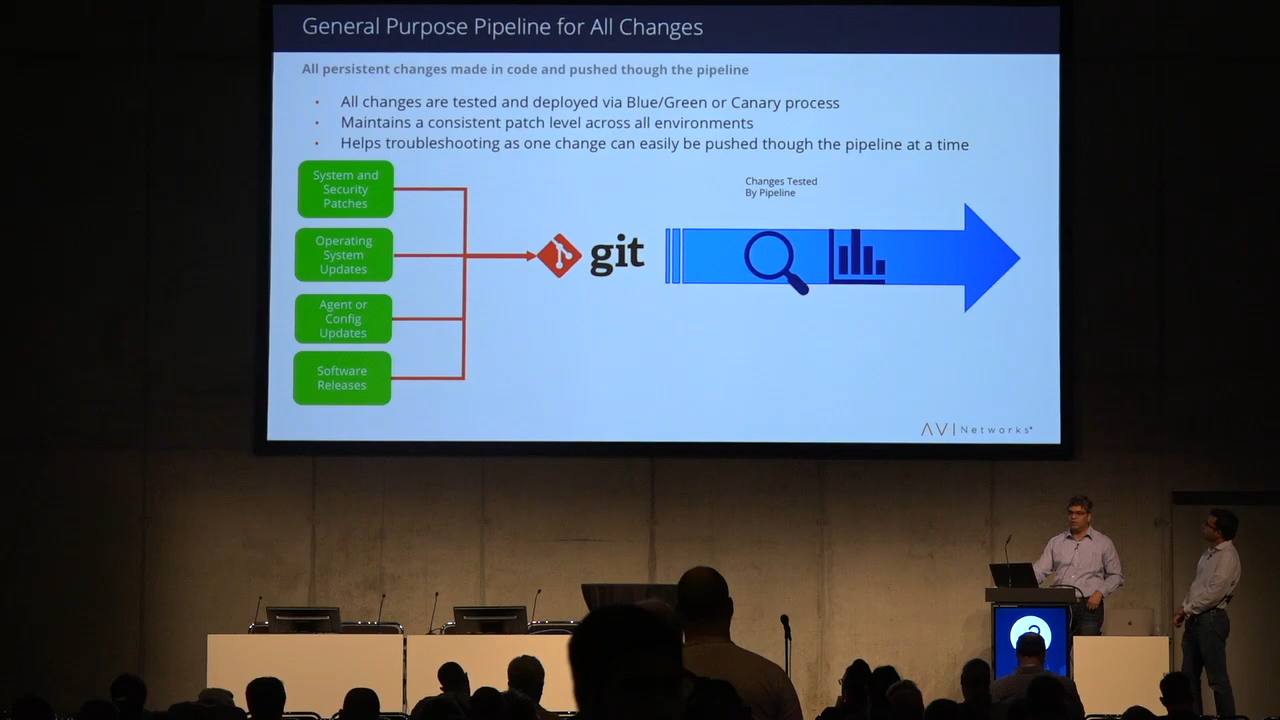 General Purpose Pipeline for All Changes
All persistent changes made in code and pushed though the pipeline
• All changes are tested and deployed via Blue/Green or Canary process
• Maintains a consistent patch level across all environments
• Helps troubleshooting as one change can easily be pushed though the pipeline at a time
System and
Security
Patches
Operating
System
Updates
Agent or
Config
Updates
Software
Releases
git
Changes Tested
By Pipeline
AVI Networks